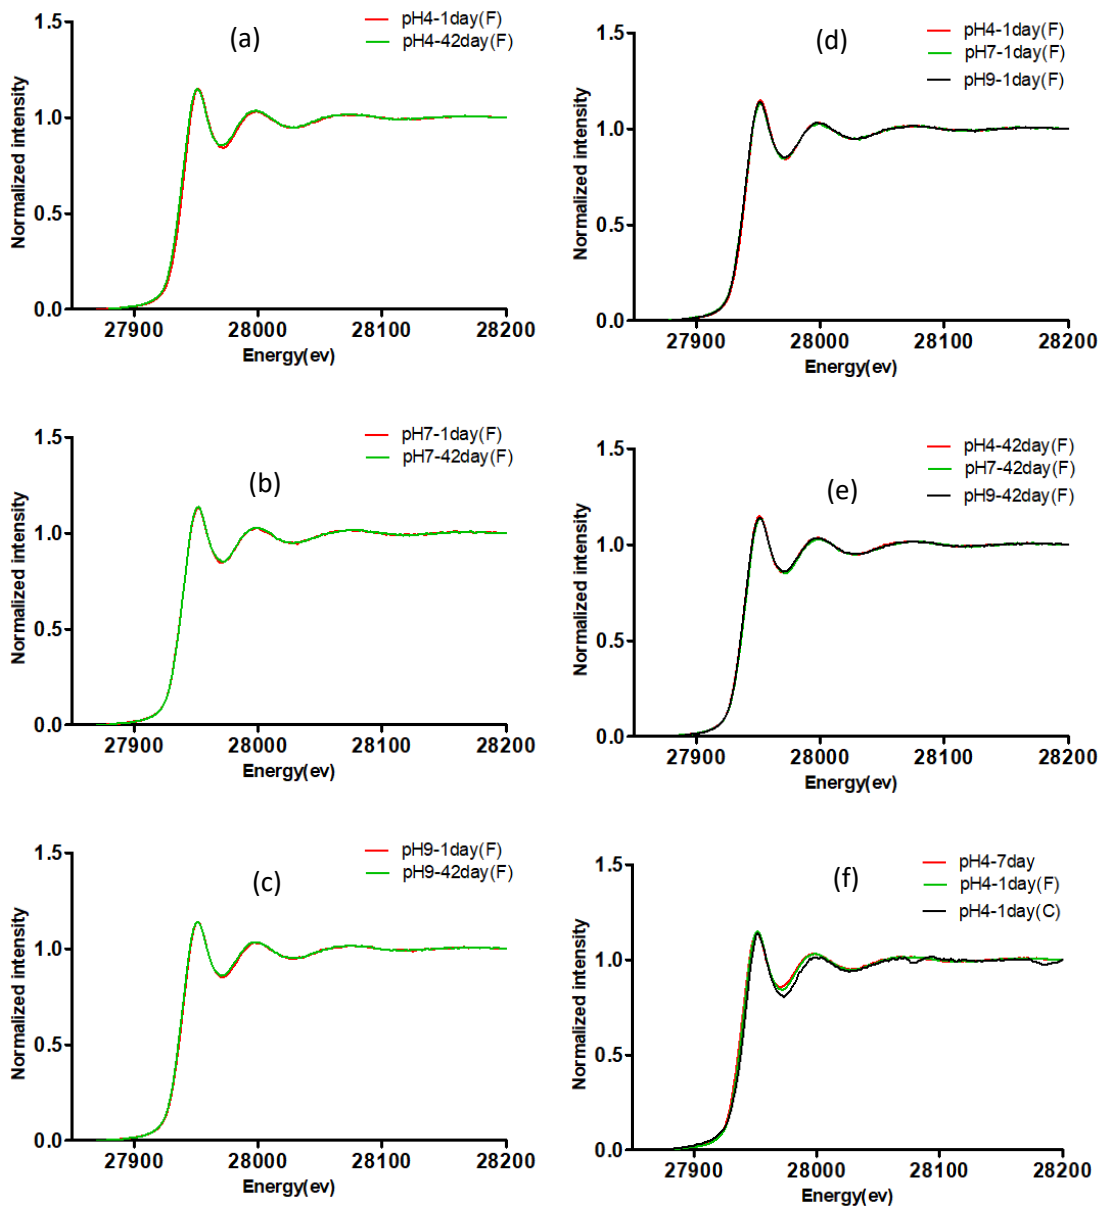 (a)
pH4-1day(F)
pH4-42day(F)
Normalized intensity
1.5
1.0
0.5
0.0
27900 28000 28100 28200
Energy(ev)
(d)
pH4-1day(F)
pH7-1day(F)
pH9-1day(F)
Normalized intensity
1.5
1.0
0.5
0.0
27900 28000 28100 28200
Energy(ev)
(b)
pH7-1day(F)
pH7-42day(F)
Normalized intensity
1.5
1.0
0.5
0.0
27900 28000 28100 28200
Energy(ev)
(e)
pH4-42day(F)
pH7-42day(F)
pH9-42day(F)
Normalized intensity
1.5
1.0
0.5
0.0
27900 28000 28100 28200
Energy(ev)
(c)
pH9-1day(F)
pH9-42day(F)
Normalized intensity
1.5
1.0
0.5
0.0
27900 28000 28100 28200
Energy(ev)
(f)
pH4-7day
pH4-1day(F)
pH4-1day(C)
Normalized intensity
1.5
1.0
0.5
0.0
27900 28000 28100 28200
Energy(ev)